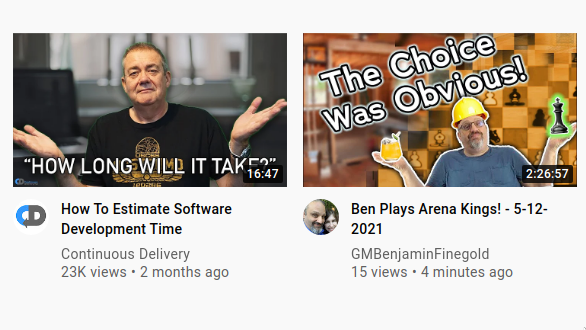 "HOW LONG WILL IT TAKE?"
16:47
How To Estimate Software
Development Time
Continuous Delivery
23K views • 2 months ago
The Choice
Was Obvious!
2:26:57
Ben Plays Arena Kings! - 5-12-
2021
GMBenjaminFinegold
15 views • 4 minutes ago